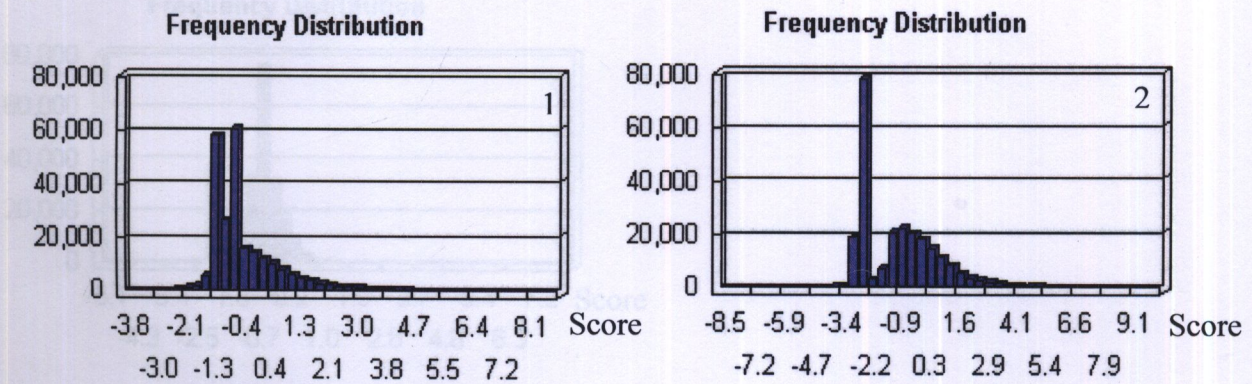 Frequency Distribution
80,000
60,000
40,000
20,000
0
1
-3.8 -2.1 -0.4 1.3 3.0 4.7 6.4 8.1 Score
-3.0 -1.3 0.4 2.1 3.8 5.5 7.2
Frequency Distribution
80,000
60,000
40,000
20,000
0
2
-8.5 -5.9 -3.4 -0.9 1.6 4.1 6.6 9.1 Score
-7.2 -4.7 -2.2 0.3 2.9 5.4 7.9